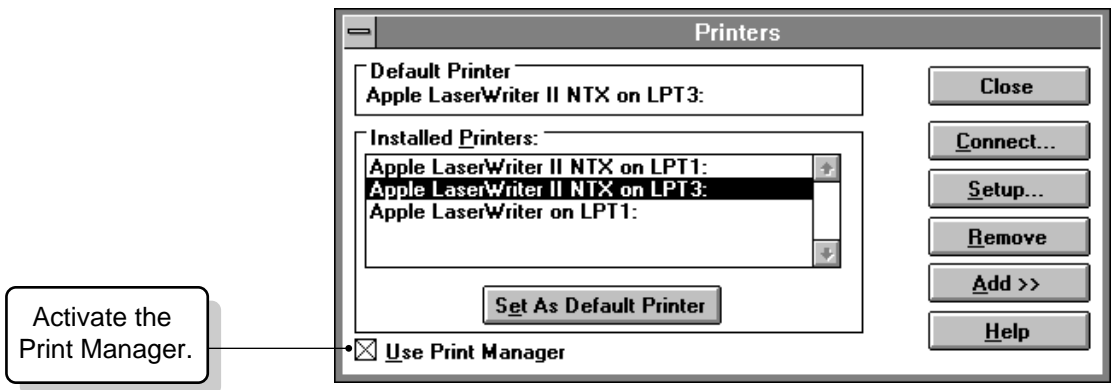 Printers
Default Printer
Apple LaserWriter II NTX on LPT3:
Installed Printers:
Apple LaserWriter II NTX on LPT1:
Apple LaserWriter II NTX on LPT3:
Apple LaserWriter on LPT1:
Set As Default Printer
Use Print Manager
Close
Connect...
Setup...
Remove
Add >>
Help
Activate the
Print Manager.